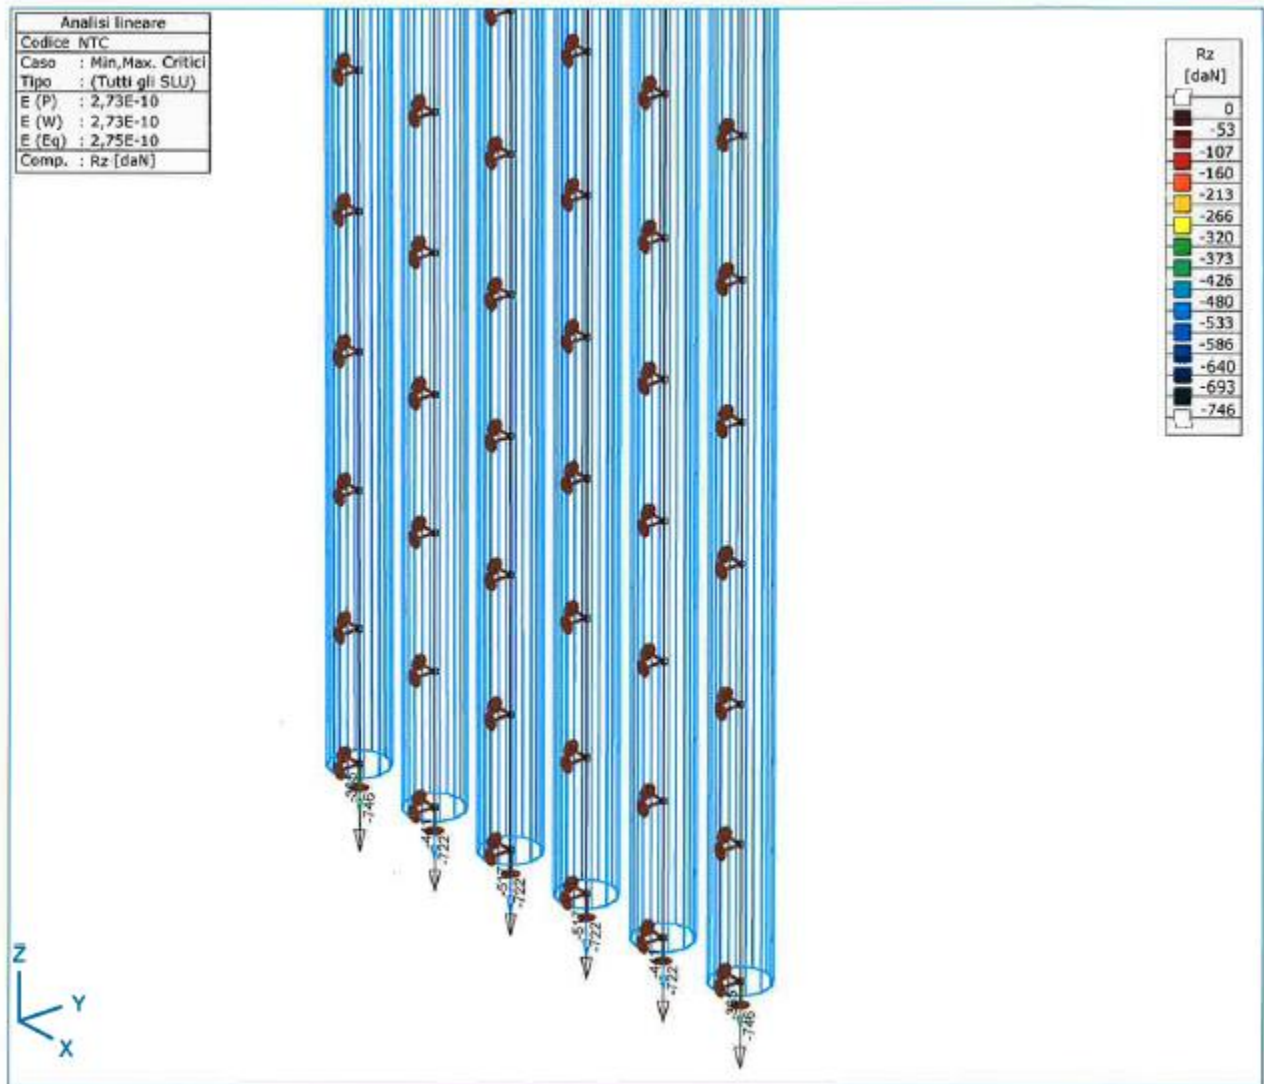 Analisi lineare
Codice NTC
Caso : Min,Max. Critici
Tipo : (Tutti gli SLU)
E (P) : 2,73E-10
E (W) : 2,73E-10
E (Eq) : 2,75E-10
Comp. : Rz [daN]
Rz
[daN]
0
-53
-107
-160
-213
-266
-320
-373
-426
-480
-533
-586
-640
-693
-746
-746
-722
-517
-722
-517
-722
-722
-746
Z
Y
X